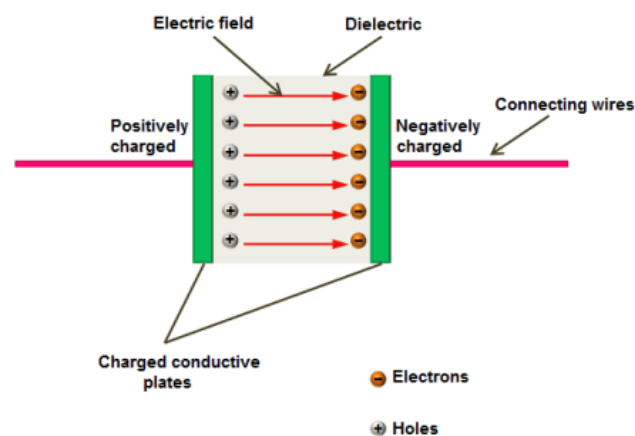 Electric field
Dielectric
Connecting wires
Positively
charged
Negatively
charged
Charged conductive
plates
Electrons
Holes